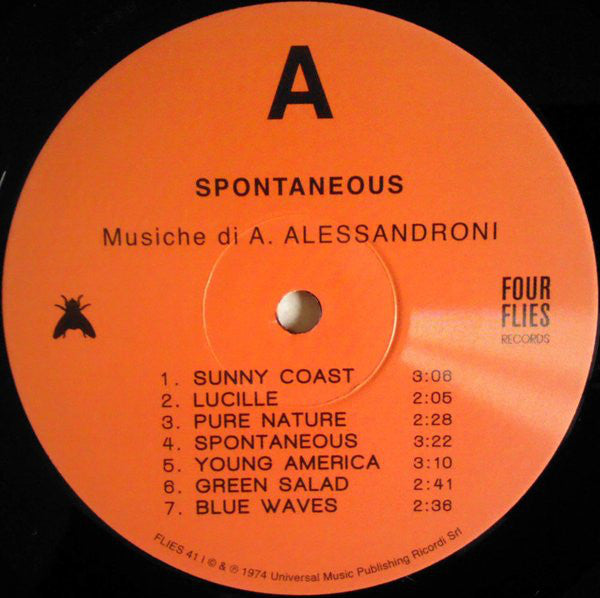 A
SPONTANEOUS
Musiche di A. ALESSANDRONI
FOUR
FLIES
RECORDS
1. SUNNY COAST 3:06
2. LUCILLE 2:05
3. PURE NATURE 2:28
4. SPONTANEOUS 3:22
5. YOUNG AMERICA 3:10
6. GREEN SALAD 2:41
7. BLUE WAVES 2:36
FLIES 41 | © & ℗ 1974 Universal Music Publishing Ricordi Srl